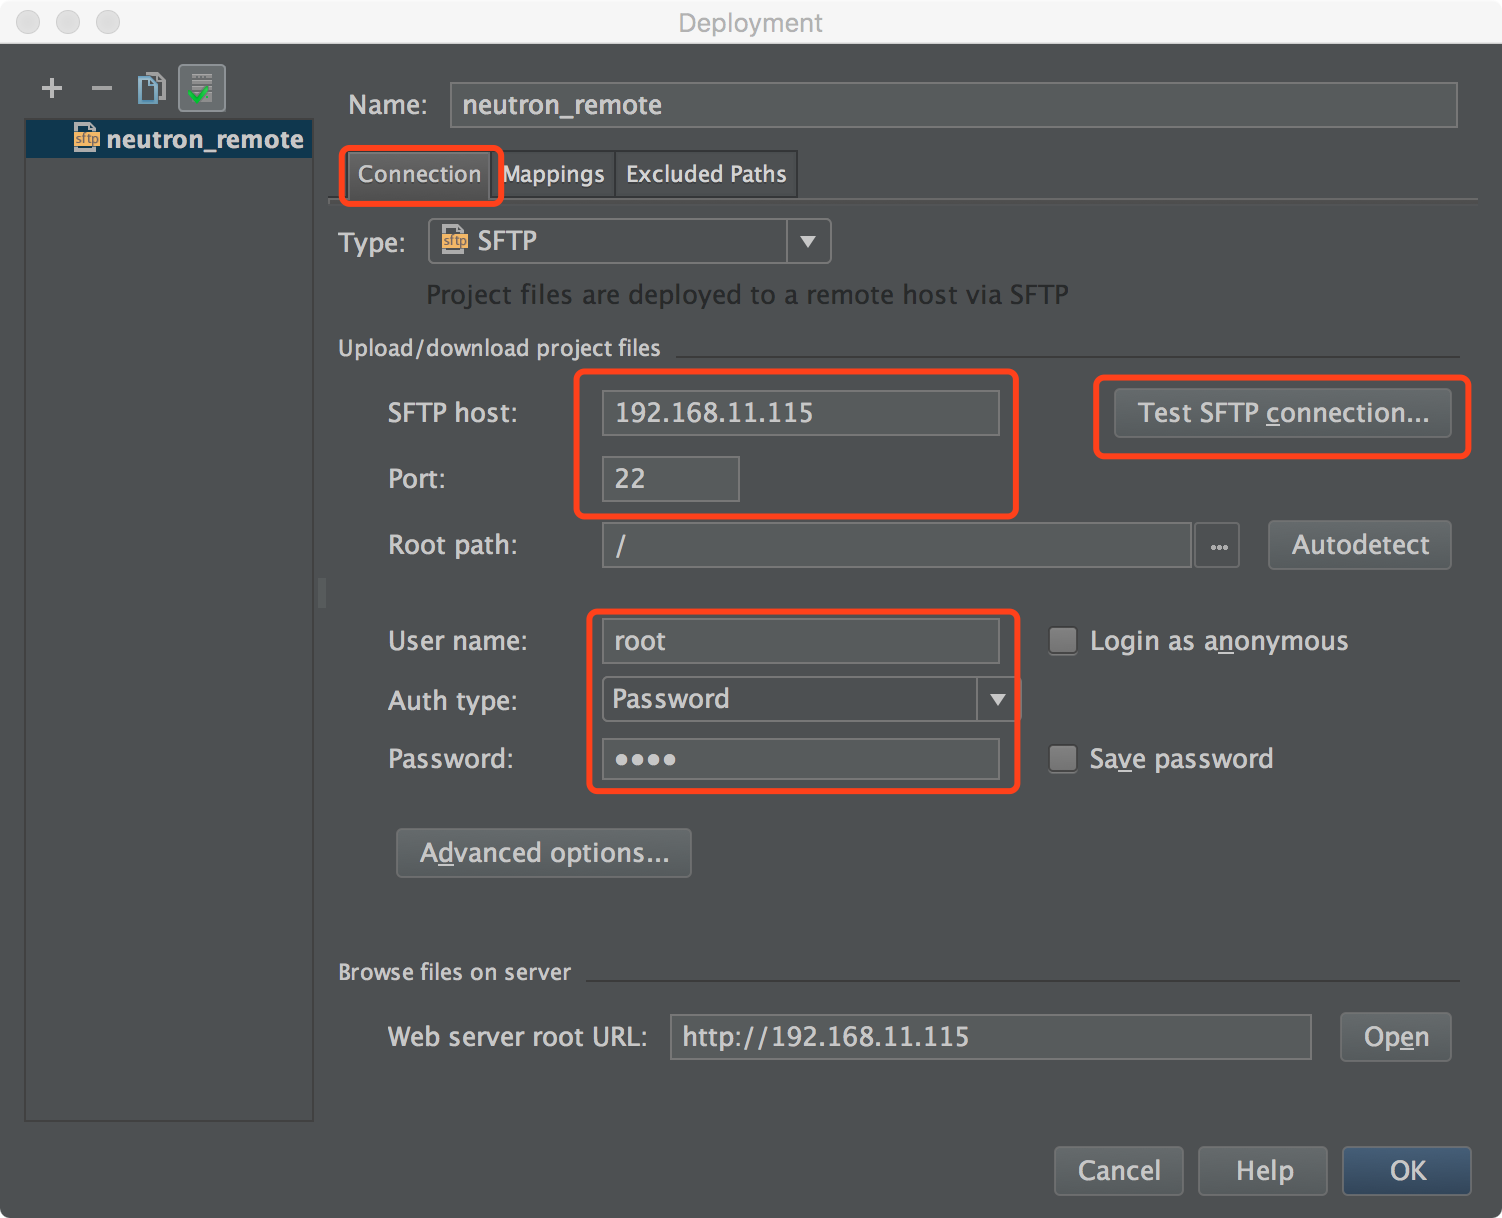 Deployment
Name: neutron_remote
sftp neutron_remote
Connection Mappings Excluded Paths
Type: sftp SFTP
Project files are deployed to a remote host via SFTP
Upload/download project files
SFTP host: 192.168.11.115 Test SFTP connection...
Port: 22
Root path: / ... Autodetect
User name: root Login as anonymous
Auth type: Password
Password: •••• Save password
Advanced options...
Browse files on server
Web server root URL: http://192.168.11.115 Open
Cancel Help OK